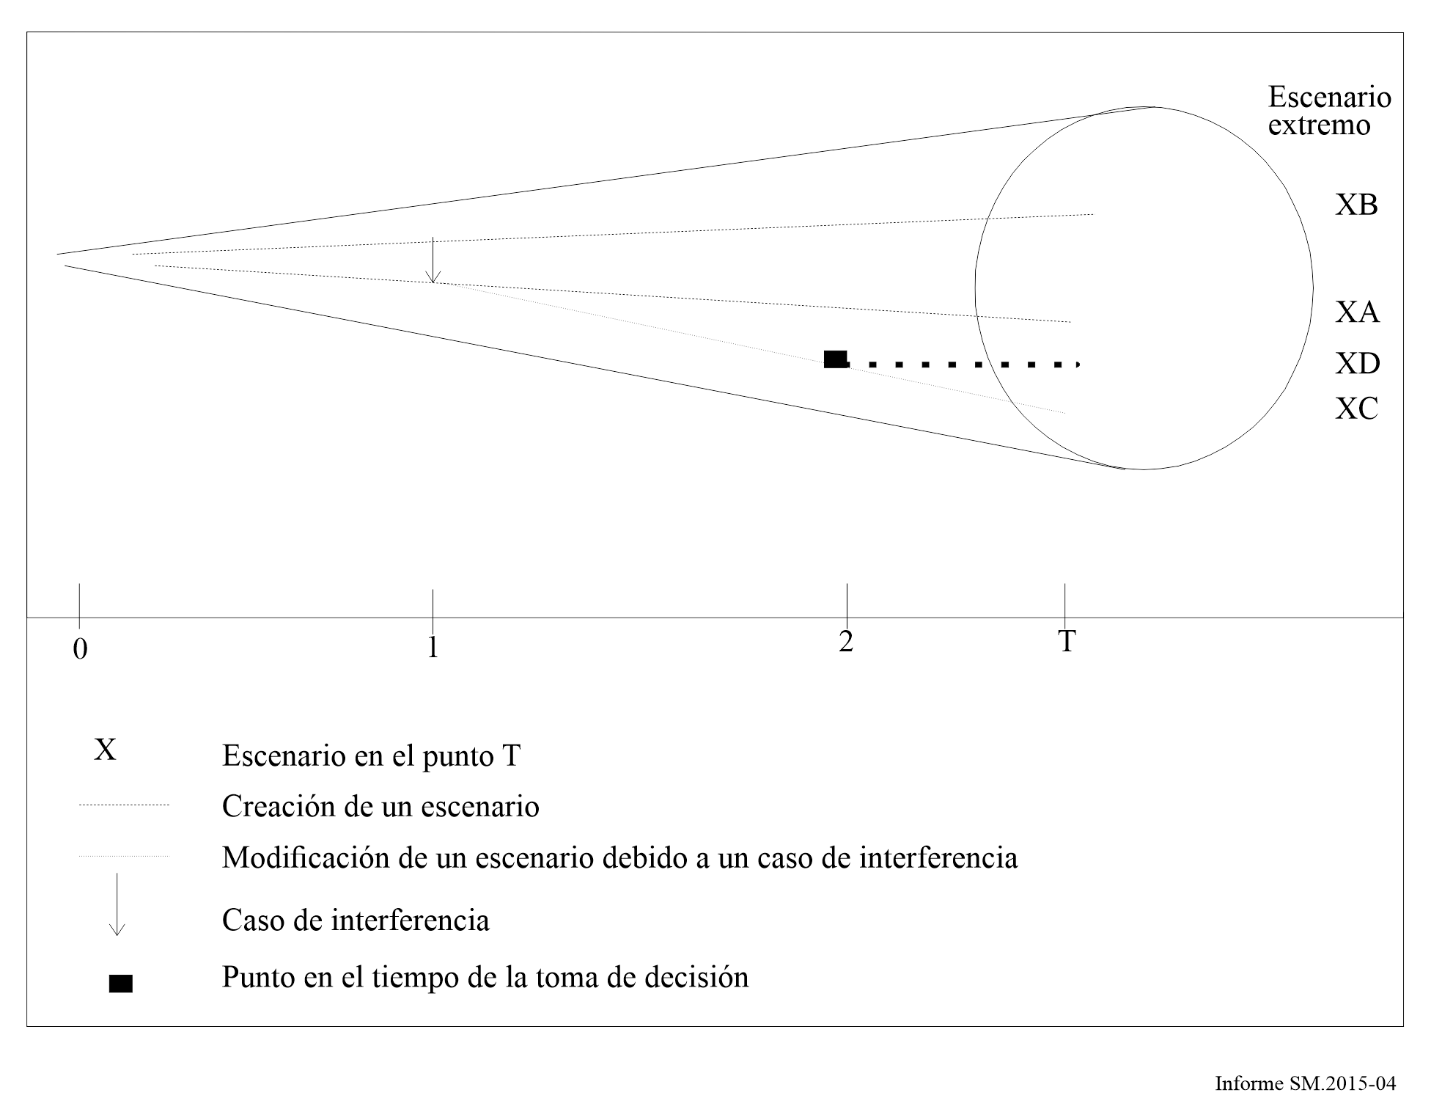 Escenario
extremo
XB
XA
XD
XC
0
1
2
T
X
Escenario en el punto T
Creación de un escenario
Modificación de un escenario debido a un caso de interferencia
Caso de interferencia
Punto en el tiempo de la toma de decisión
Informe SM.2015-04